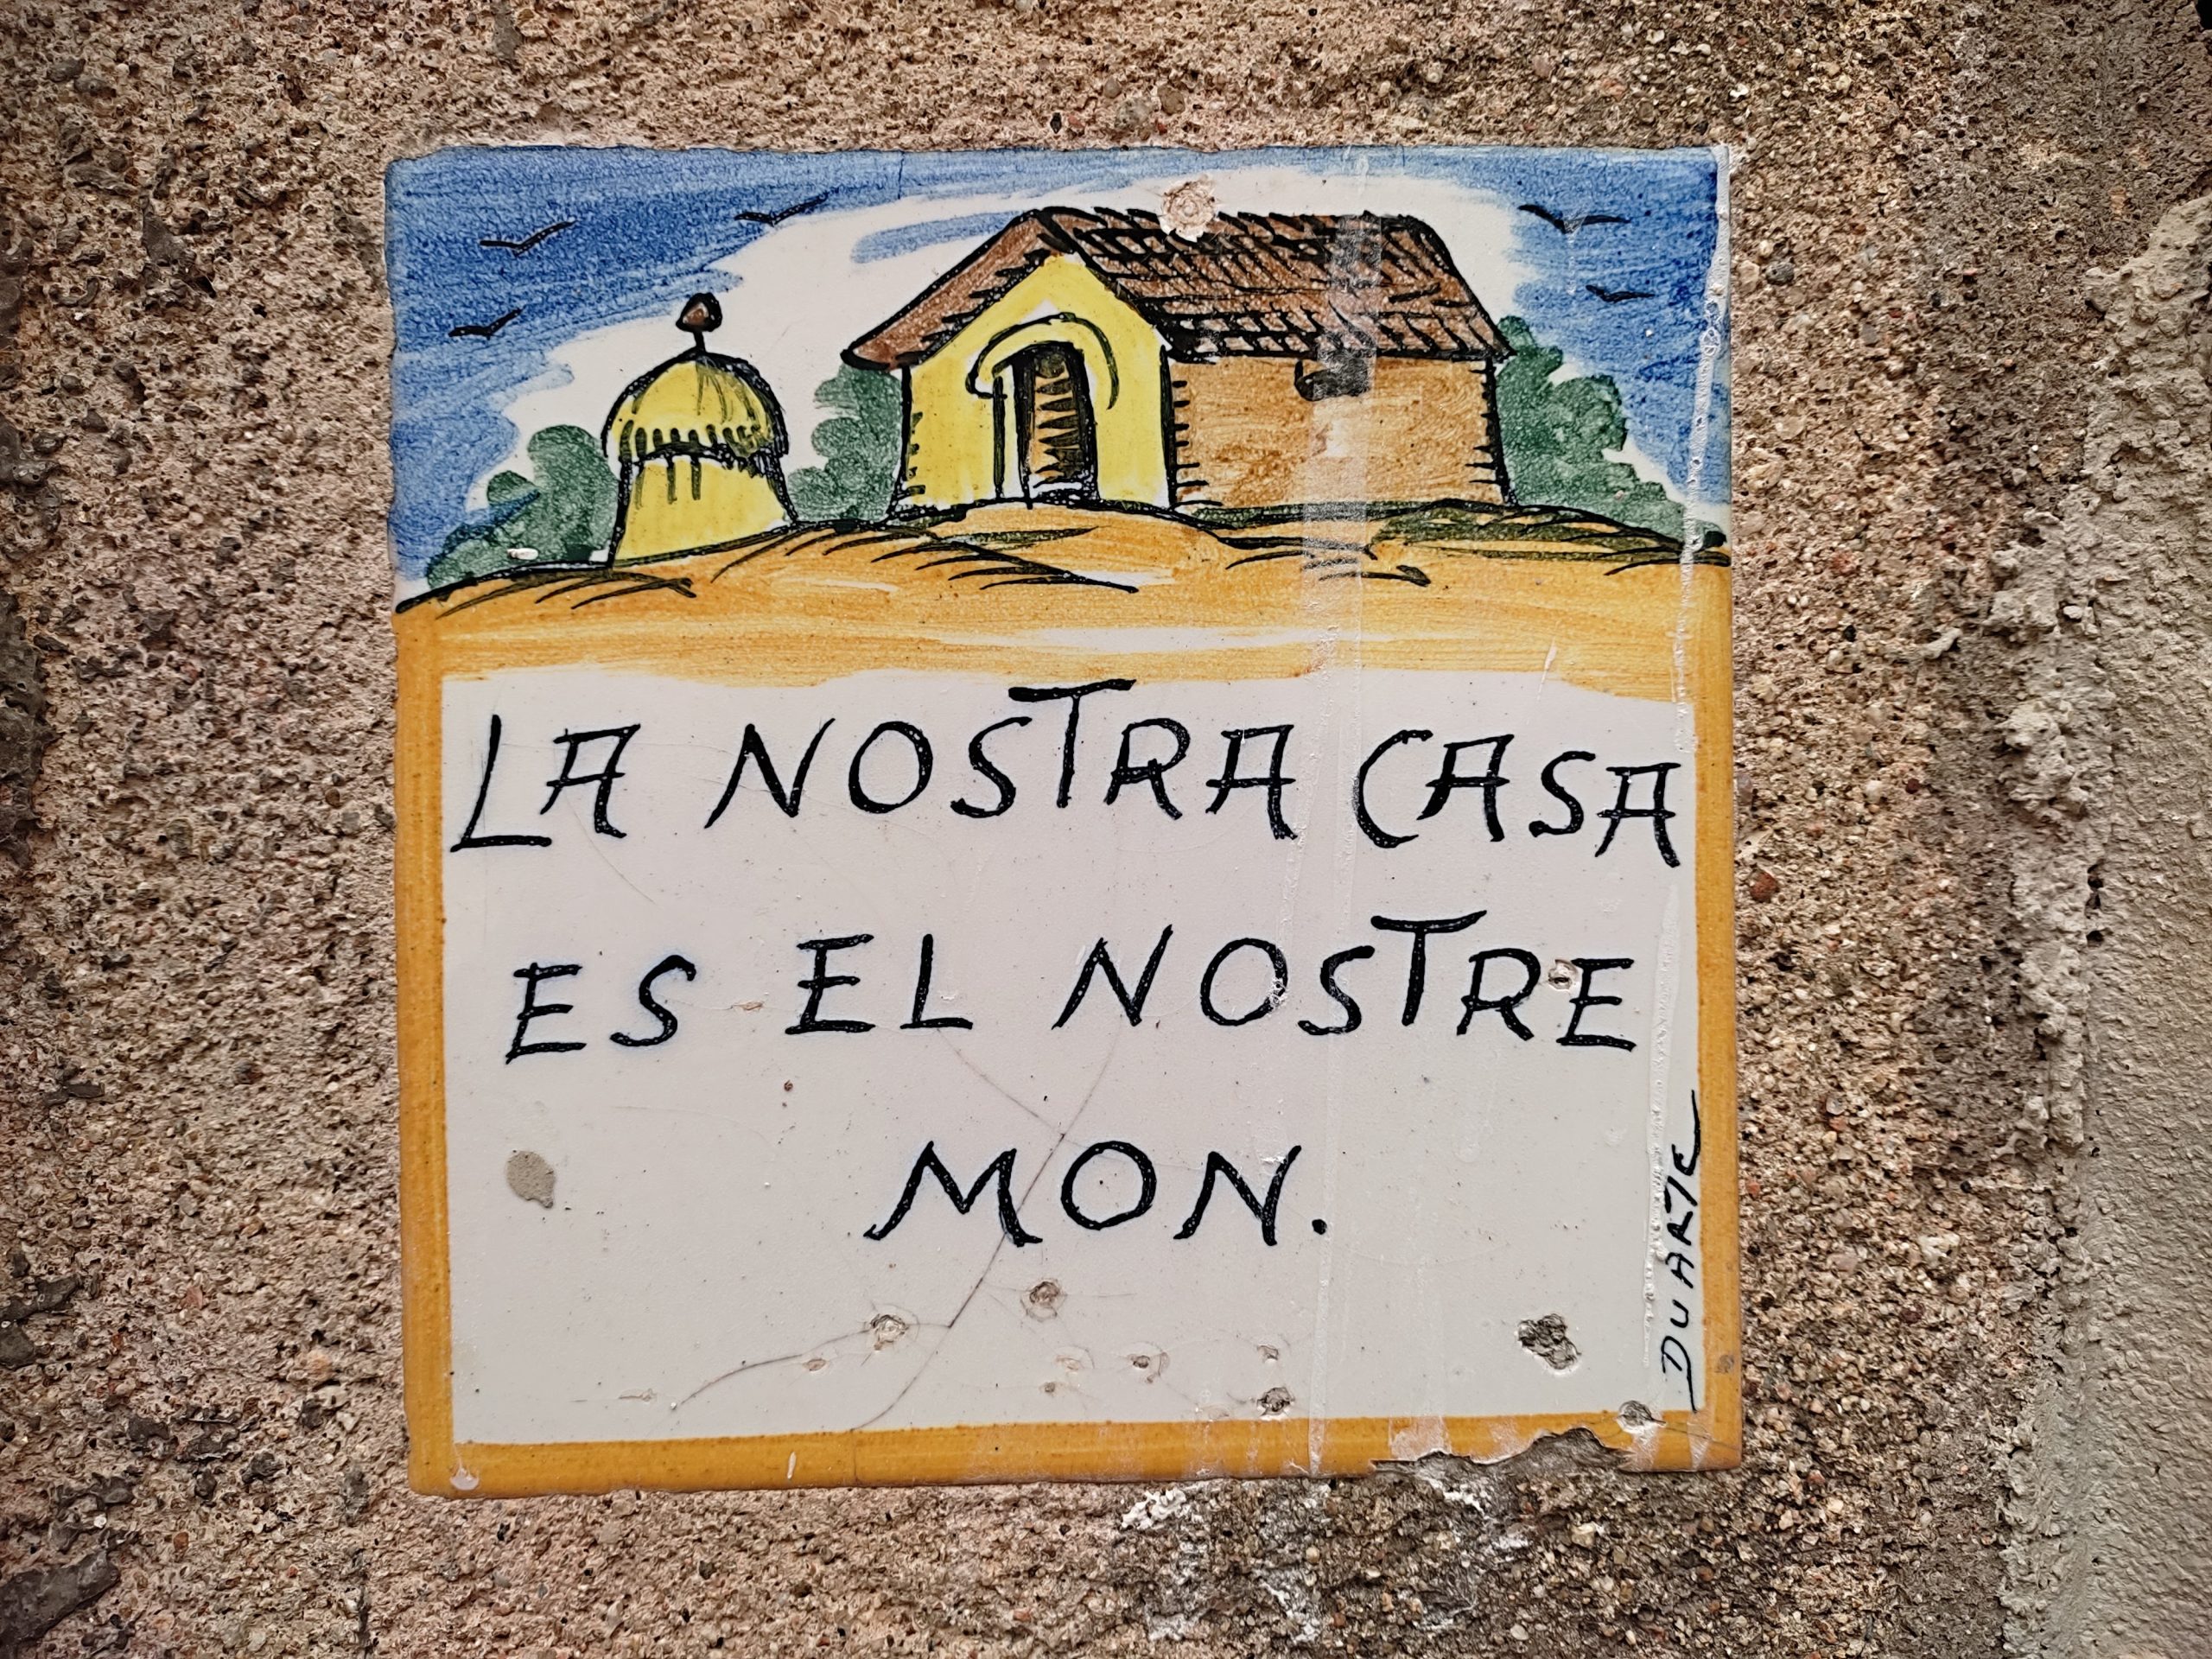 LA NOSTRA CASA
ES EL NOSTRE
MON.
DUARTE